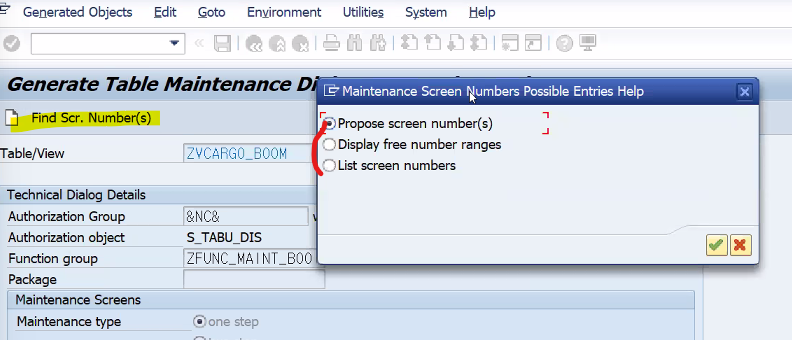 Generated Objects Edit Goto Environment Utilities System Help
Generate Table Maintenance Di
Maintenance Screen Numbers Possible Entries Help
Find Scr. Number(s)
Propose screen number(s)
Display free number ranges
List screen numbers
Table/View ZVCARGO_BOOM
Technical Dialog Details
Authorization Group &NC&
Authorization object S_TABU_DIS
Function group ZFUNC_MAINT_BOO
Package
Maintenance Screens
Maintenance type one step